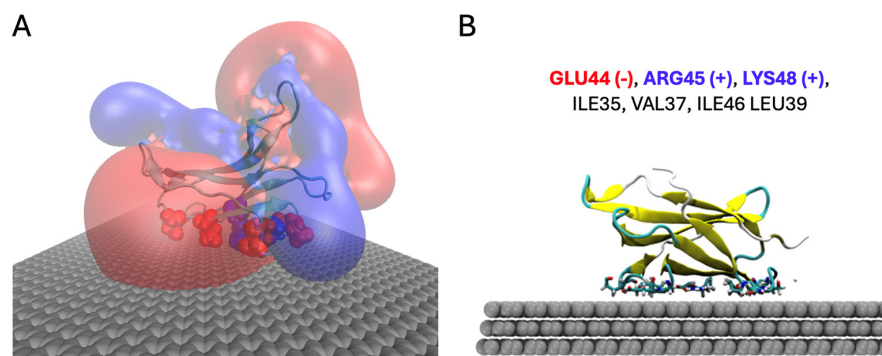 A
B
GLU44 (-), ARG45 (+), LYS48 (+),
ILE35, VAL37, ILE46 LEU39